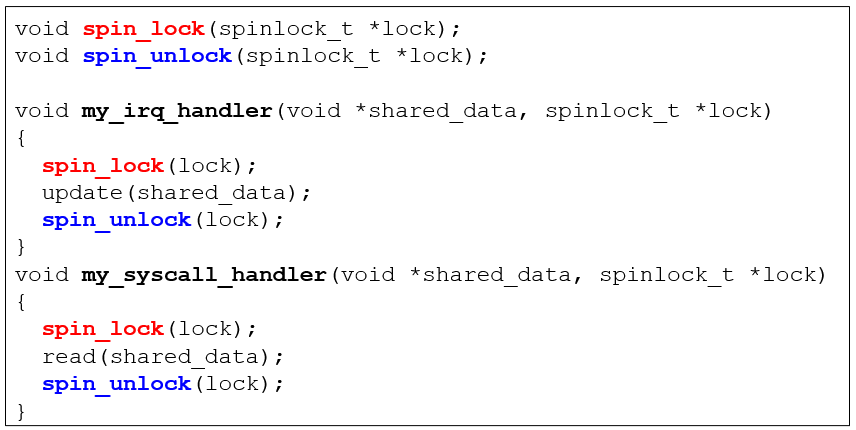 void spin_lock(spinlock_t *lock);
void spin_unlock(spinlock_t *lock);
void my_irq_handler(void *shared_data, spinlock_t *lock)
{
  spin_lock(lock);
  update(shared_data);
  spin_unlock(lock);
}
void my_syscall_handler(void *shared_data, spinlock_t *lock)
{
  spin_lock(lock);
  read(shared_data);
  spin_unlock(lock);
}